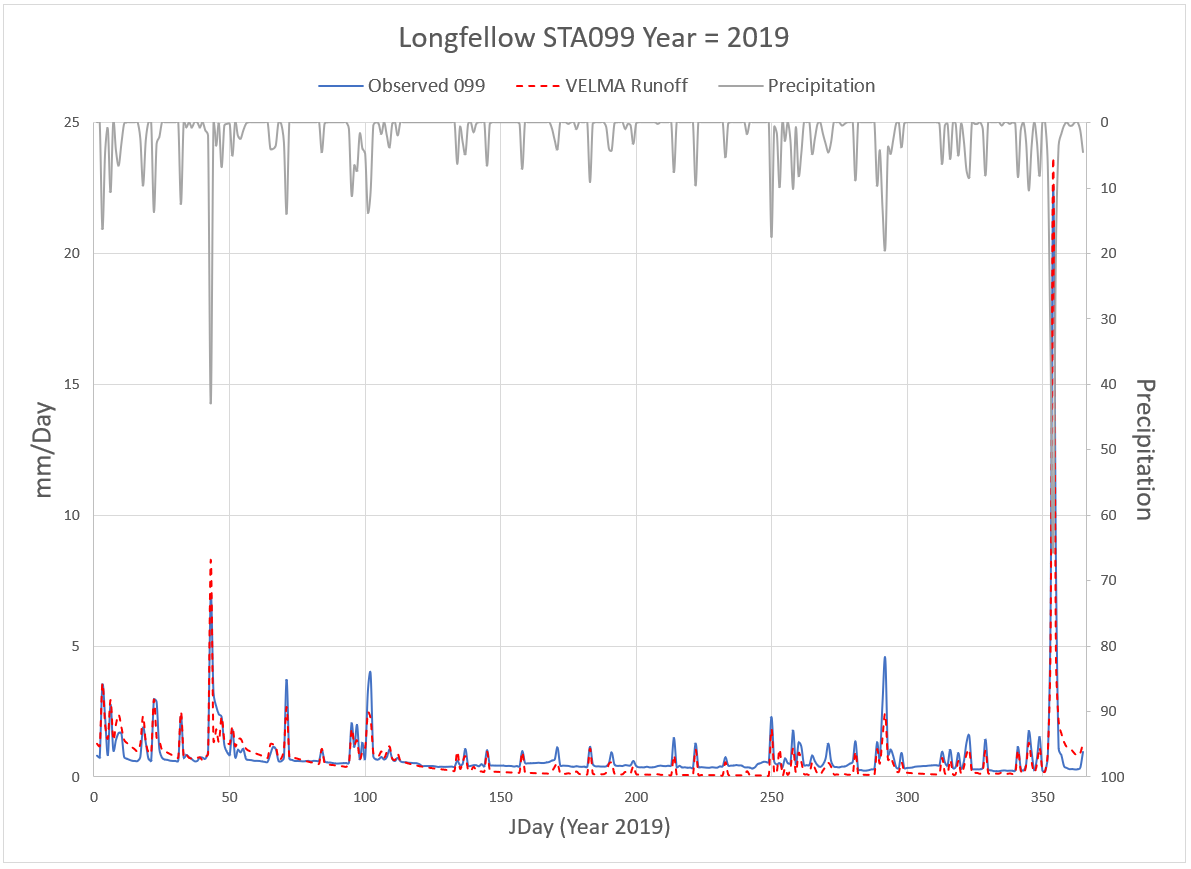 Longfellow STA099 Year = 2019
Observed 099 VELMA Runoff Precipitation
25 0
10
20 20
30
15 40
50
10 60
70
5 80
90
0 100
0 50 100 150 200 250 300 350
mm/Day
Precipitation
JDay (Year 2019)